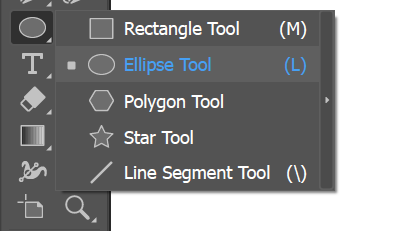 Rectangle Tool (M)
Ellipse Tool (L)
Polygon Tool
Star Tool
Line Segment Tool (\)